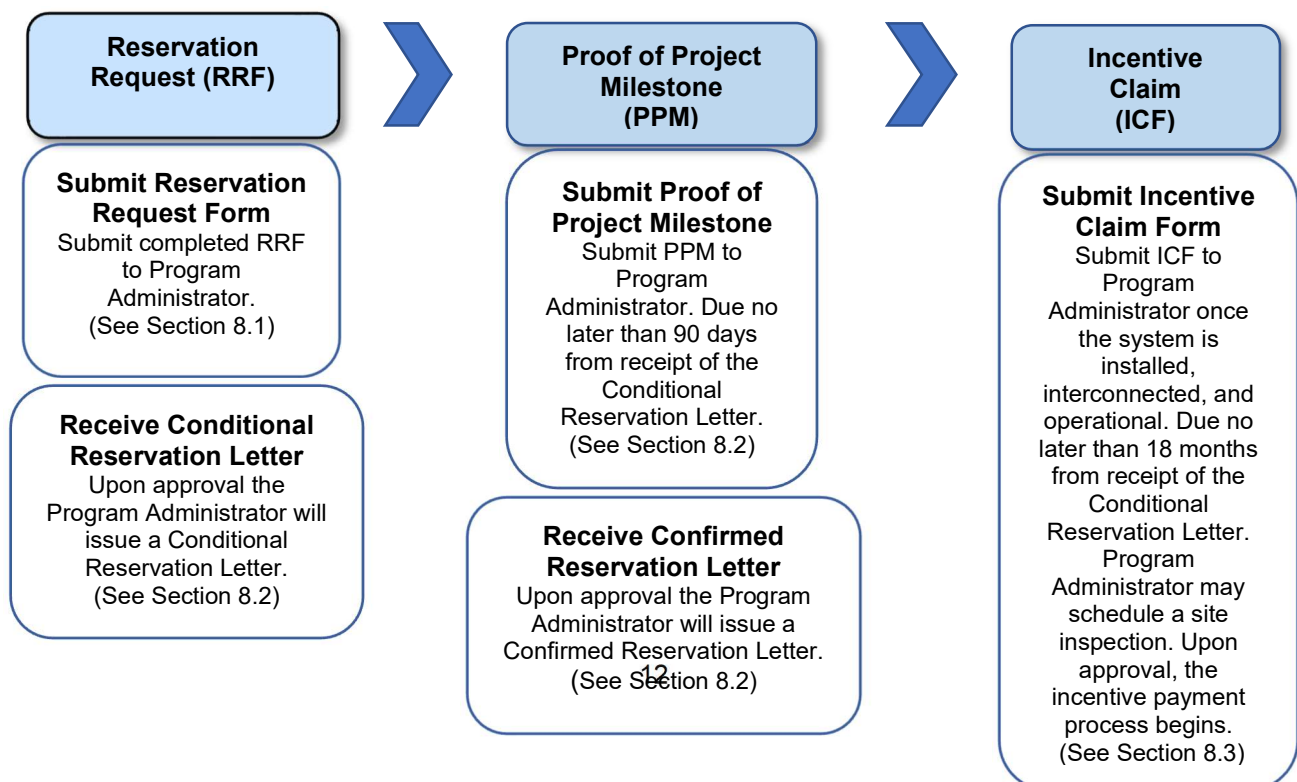 Reservation
Request (RRF)
Submit Reservation
Request Form
Submit completed RRF
to Program
Administrator.
(See Section 8.1)
Receive Conditional
Reservation Letter
Upon approval the
Program Administrator will
issue a Conditional
Reservation Letter.
(See Section 8.2)
Proof of Project
Milestone
(PPM)
Submit Proof of
Project Milestone
Submit PPM to
Program
Administrator. Due no
later than 90 days
from receipt of the
Conditional
Reservation Letter.
(See Section 8.2)
Receive Confirmed
Reservation Letter
Upon approval the Program
Administrator will issue a
Confirmed Reservation Letter.
(See Section 8.2)
12
Incentive
Claim
(ICF)
Submit Incentive
Claim Form
Submit ICF to
Program
Administrator once
the system is
installed,
interconnected, and
operational. Due no
later than 18 months
from receipt of the
Conditional
Reservation Letter.
Program
Administrator may
schedule a site
inspection. Upon
approval, the
incentive payment
process begins.
(See Section 8.3)